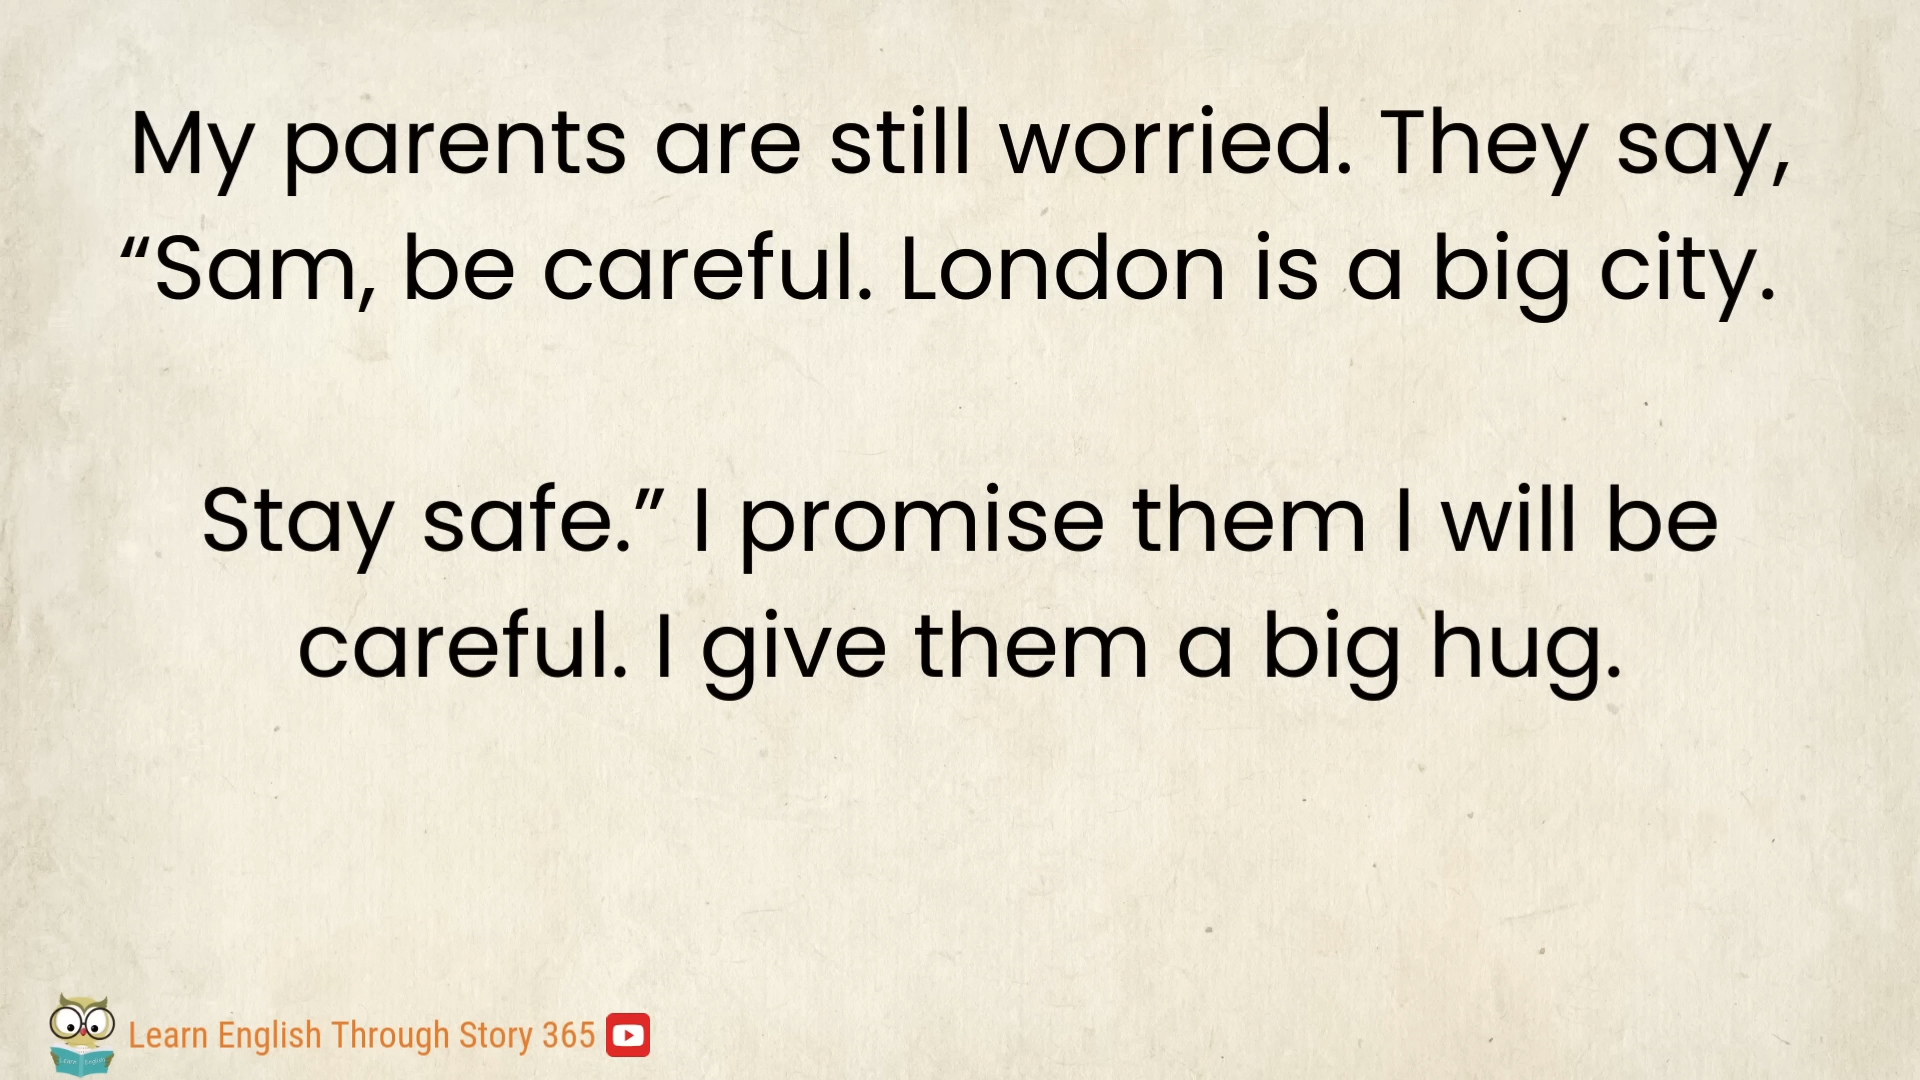 My parents are still worried. They say,
“Sam, be careful. London is a big city.
Stay safe.” I promise them I will be
careful. I give them a big hug.
Learn English Through Story 365